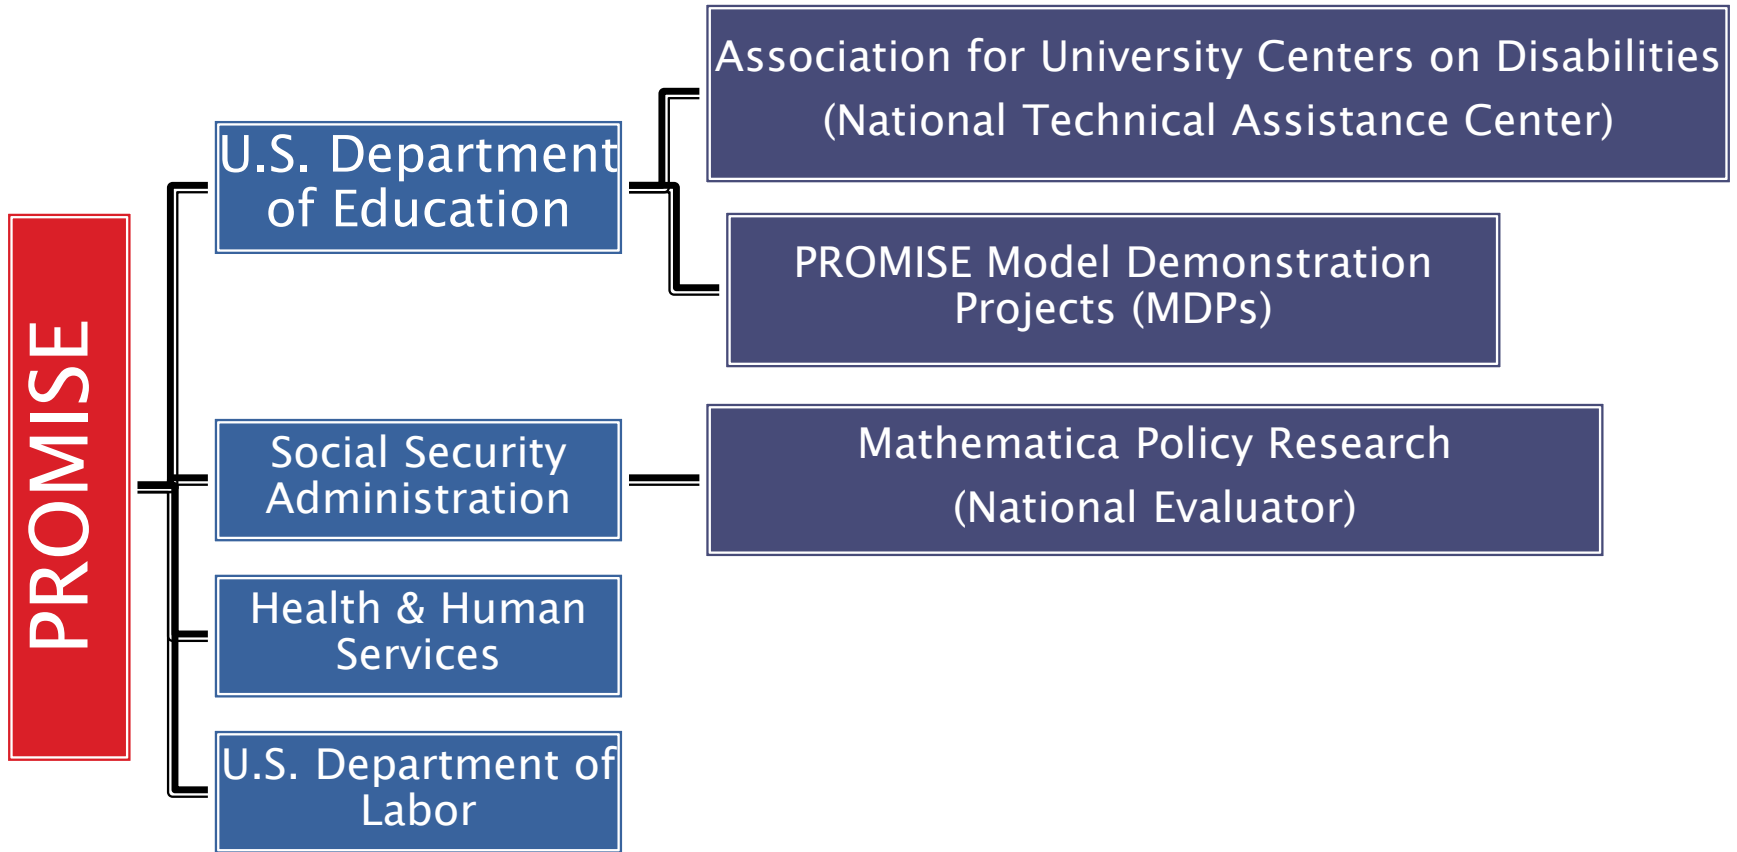 PROMISE
U.S. Department
of Education
Association for University Centers on Disabilities
(National Technical Assistance Center)
PROMISE Model Demonstration
Projects (MDPs)
Social Security
Administration
Mathematica Policy Research
(National Evaluator)
Health & Human
Services
U.S. Department of
Labor